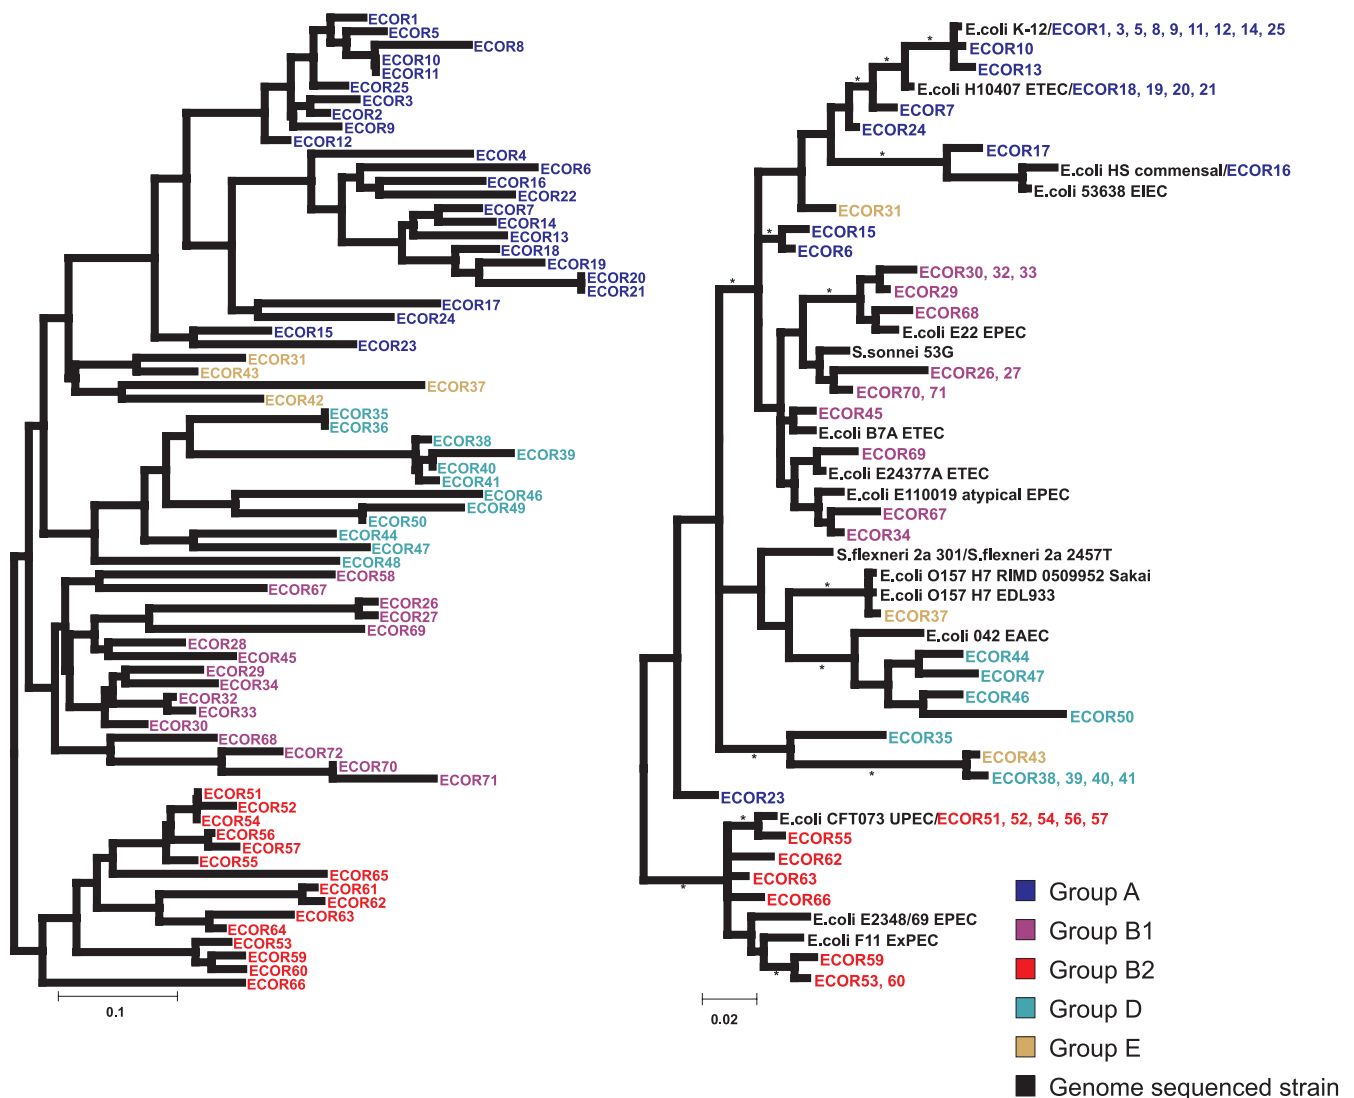 ECOR1
ECOR5
ECOR8
ECOR10
ECOR11
ECOR25
ECOR3
ECOR2
ECOR9
ECOR12
ECOR4
ECOR6
ECOR16
ECOR22
ECOR7
ECOR14
ECOR13
ECOR18
ECOR19
ECOR20
ECOR21
ECOR17
ECOR24
ECOR15
ECOR23
ECOR31
ECOR43
ECOR37
ECOR42
ECOR35
ECOR36
ECOR38
ECOR39
ECOR40
ECOR41
ECOR46
ECOR49
ECOR50
ECOR44
ECOR47
ECOR48
ECOR58
ECOR67
ECOR26
ECOR27
ECOR69
ECOR28
ECOR45
ECOR29
ECOR34
ECOR32
ECOR33
ECOR30
ECOR68
ECOR72
ECOR70
ECOR71
ECOR51
ECOR52
ECOR54
ECOR56
ECOR57
ECOR55
ECOR65
ECOR61
ECOR62
ECOR63
ECOR64
ECOR53
ECOR59
ECOR60
ECOR66
0.1
E.coli K-12/ECOR1, 3, 5, 8, 9, 11, 12, 14, 25
*
ECOR10
*
ECOR13
*
E.coli H10407 ETEC/ECOR18, 19, 20, 21
ECOR7
ECOR24
*
ECOR17
E.coli HS commensal/ECOR16
E.coli 53638 EIEC
ECOR31
*
ECOR15
ECOR6
*
ECOR30, 32, 33
*
ECOR29
ECOR68
E.coli E22 EPEC
S.sonnei 53G
ECOR26, 27
ECOR70, 71
ECOR45
E.coli B7A ETEC
ECOR69
E.coli E24377A ETEC
E.coli E110019 atypical EPEC
ECOR67
ECOR34
S.flexneri 2a 301/S.flexneri 2a 2457T
E.coli O157 H7 RIMD 0509952 Sakai
*
E.coli O157 H7 EDL933
ECOR37
E.coli 042 EAEC
*
ECOR44
ECOR47
ECOR46
ECOR50
ECOR35
*
ECOR43
*
ECOR38, 39, 40, 41
ECOR23
*
E.coli CFT073 UPEC/ECOR51, 52, 54, 56, 57
ECOR55
ECOR62
ECOR63
*
ECOR66
E.coli E2348/69 EPEC
E.coli F11 ExPEC
ECOR59
*
ECOR53, 60
0.02
Group A
Group B1
Group B2
Group D
Group E
Genome sequenced strain